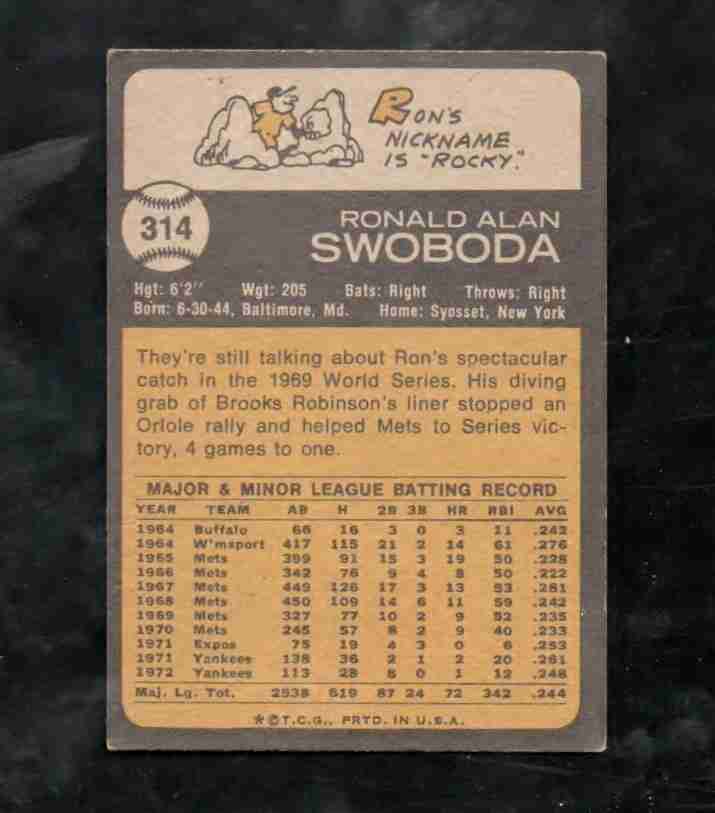 RON'S
NICKNAME
IS "ROCKY."
314
RONALD ALAN
SWOBODA
Hgt: 6'2" Wgt: 205 Bats: Right Throws: Right
Born: 6-30-44, Baltimore, Md. Home: Syosset, New York
They're still talking about Ron's spectacular
catch in the 1969 World Series. His diving
grab of Brooks Robinson's liner stopped an
Oriole rally and helped Mets to Series vic-
tory, 4 games to one.
MAJOR & MINOR LEAGUE BATTING RECORD
YEAR TEAM AB H 2B 3B HR RBI AVG
1964 Buffalo 66 16 3 0 3 11 .242
1964 W'msport 417 115 21 2 14 61 .276
1965 Mets 399 91 15 3 19 50 .228
1966 Mets 342 76 9 4 8 50 .222
1967 Mets 449 126 17 3 13 53 .281
1968 Mets 450 109 14 6 11 59 .242
1969 Mets 327 77 10 2 9 52 .235
1970 Mets 245 57 8 2 9 40 .233
1971 Expos 75 19 4 3 0 6 .253
1971 Yankees 138 36 2 1 2 20 .261
1972 Yankees 113 28 8 0 1 12 .248
Maj. Lg. Tot. 2538 619 87 24 72 342 .244
*©T.C.G., PRTD. IN U.S.A.